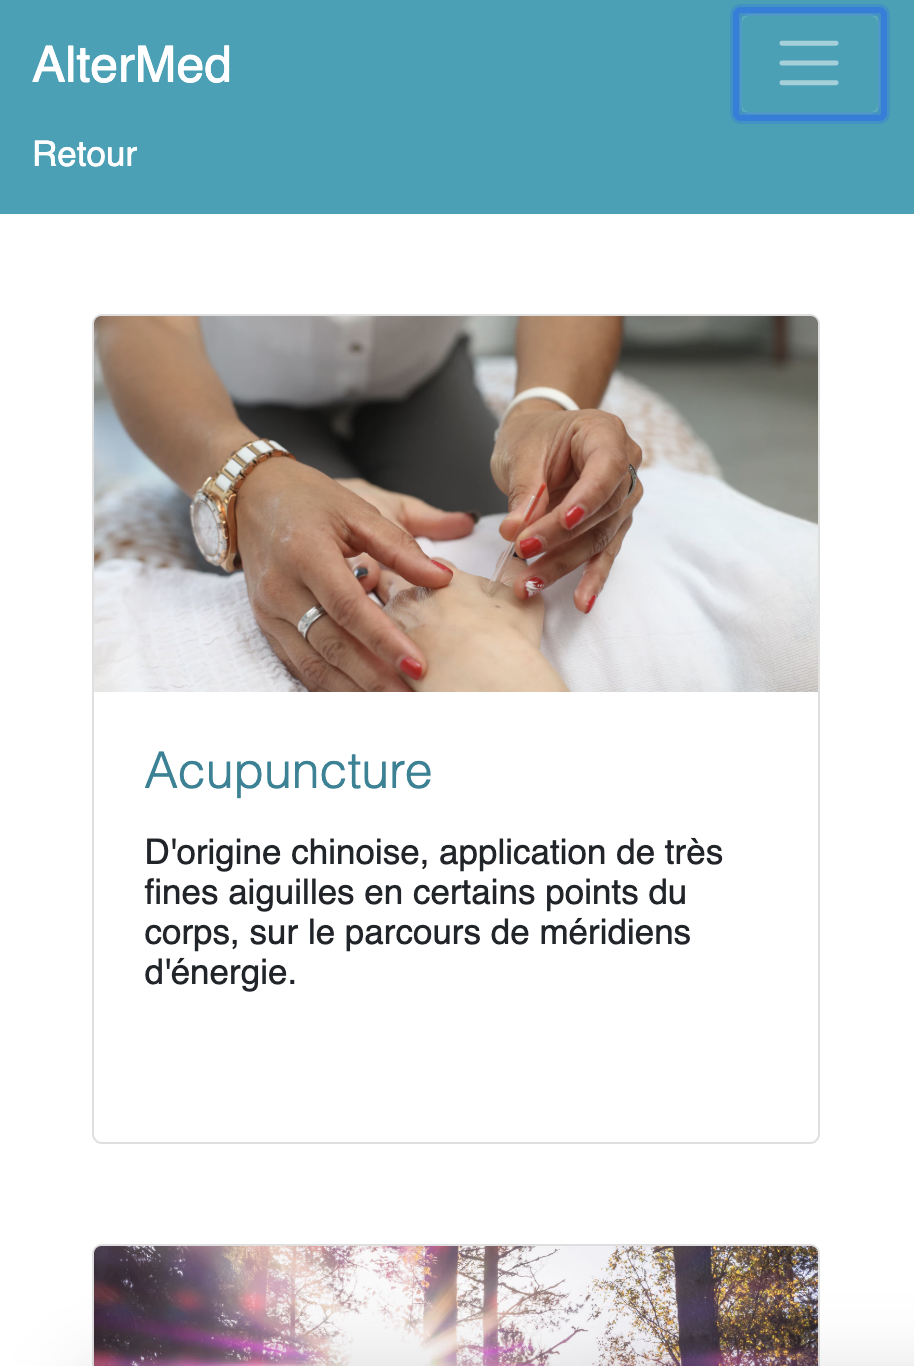 AlterMed
Retour
Acupuncture
D'origine chinoise, application de très
fines aiguilles en certains points du
corps, sur le parcours de méridiens
d'énergie.